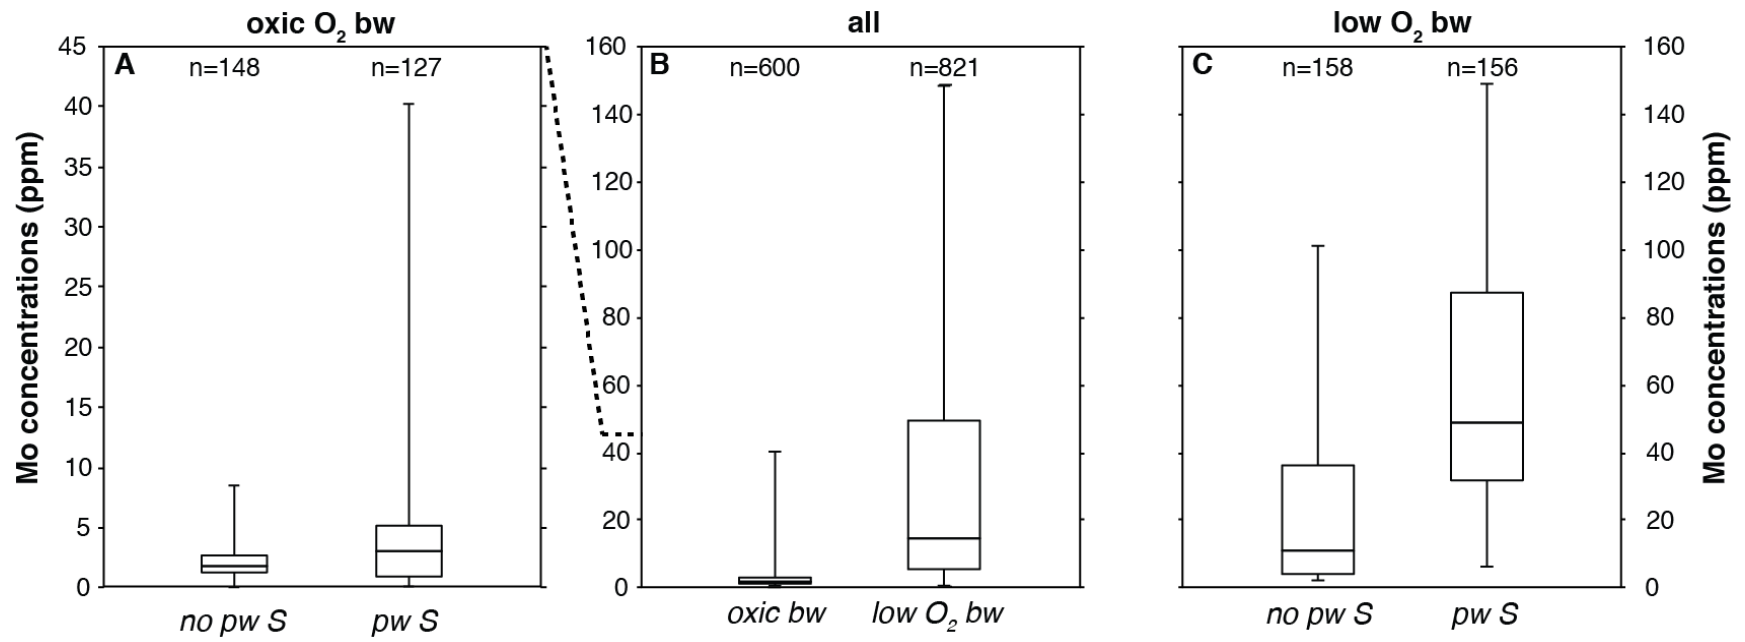 oxic O₂ bw
all
low O₂ bw
A
n=148
n=127
B
n=600
n=821
C
n=158
n=156
Mo concentrations (ppm)
45
40
35
30
25
20
15
10
5
0
160
140
120
100
80
60
40
20
0
160
140
120
100
80
60
40
20
0
Mo concentrations (ppm)
no pw S
pw S
oxic bw
low O₂ bw
no pw S
pw S